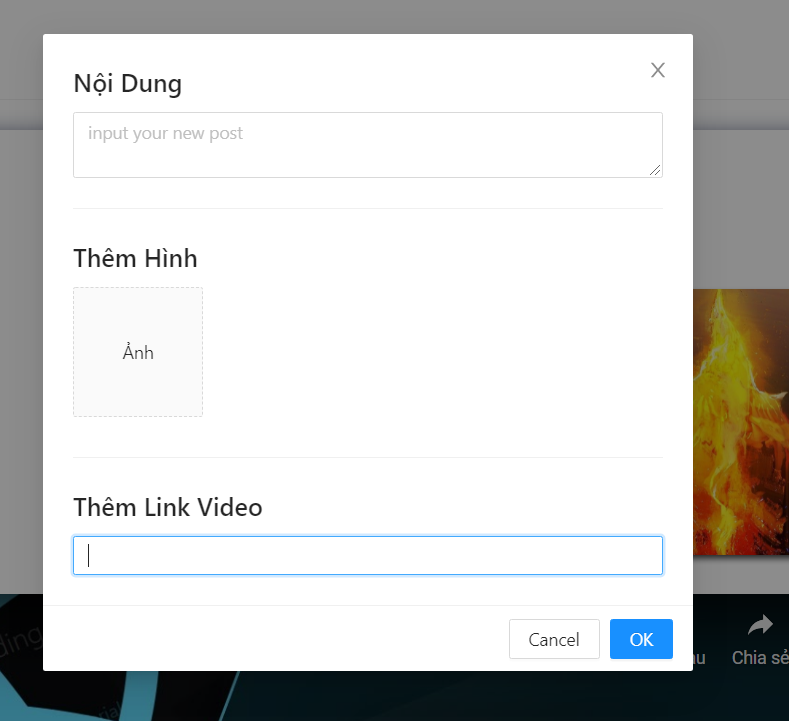 Nội Dung
input your new post
Thêm Hình
Ảnh
Thêm Link Video
Cancel
OK
Chia sẻ